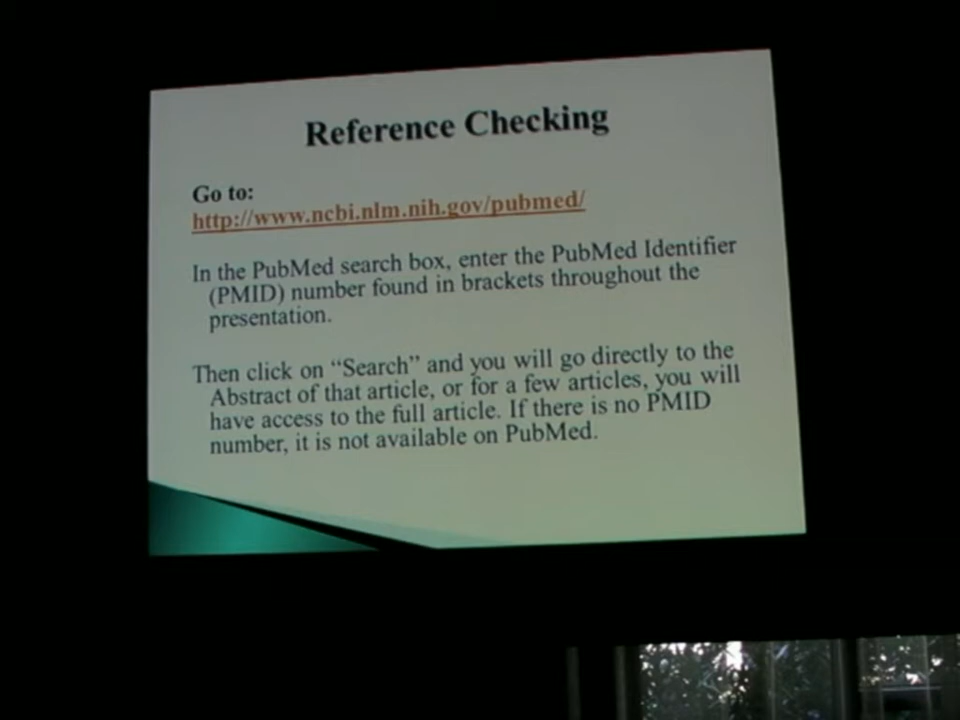 Reference Checking
Go to:
http://www.ncbi.nlm.nih.gov/pubmed/
In the PubMed search box, enter the PubMed Identifier
(PMID) number found in brackets throughout the
presentation.
Then click on “Search” and you will go directly to the
Abstract of that article, or for a few articles, you will
have access to the full article. If there is no PMID
number, it is not available on PubMed.